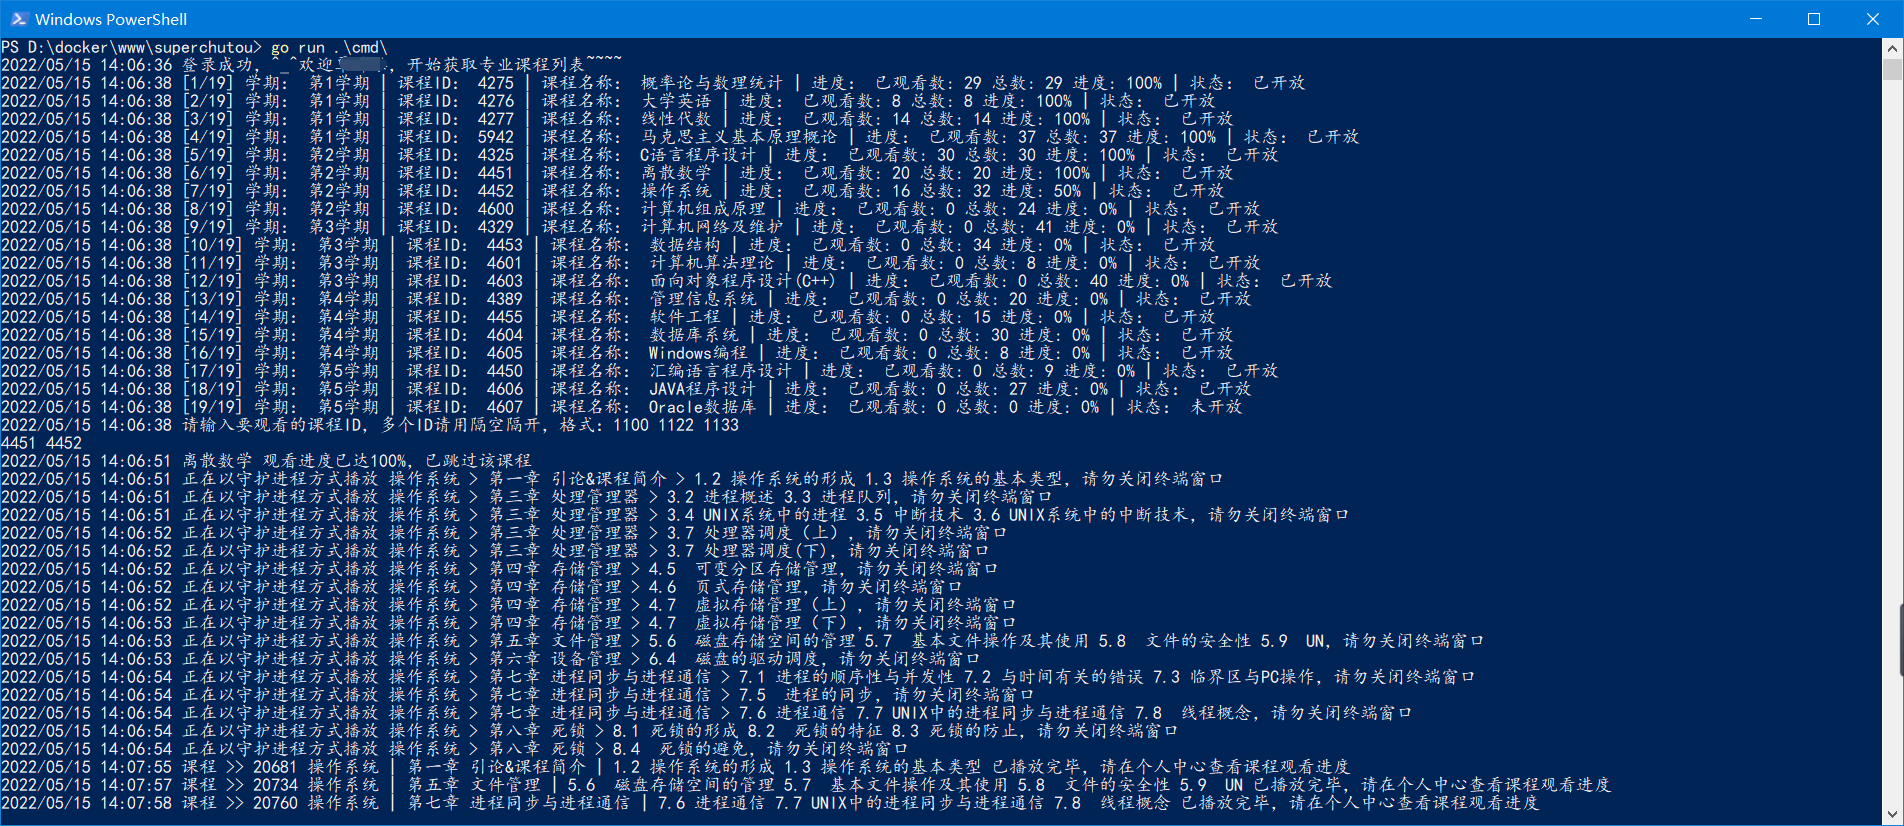 Windows PowerShell
PS D:\docker\www\superchutou> go run .\cmd\
2022/05/15 14:06:36 登录成功, ^_^欢迎, 开始获取专业课程列表~~~~
2022/05/15 14:06:38 [1/19] 学期: 第1学期 | 课程ID: 4275 | 课程名称: 概率论与数理统计 | 进度: 已观看数: 29 总数: 29 进度: 100% | 状态: 已开放
2022/05/15 14:06:38 [2/19] 学期: 第1学期 | 课程ID: 4276 | 课程名称: 大学英语 | 进度: 已观看数: 8 总数: 8 进度: 100% | 状态: 已开放
2022/05/15 14:06:38 [3/19] 学期: 第1学期 | 课程ID: 4277 | 课程名称: 线性代数 | 进度: 已观看数: 14 总数: 14 进度: 100% | 状态: 已开放
2022/05/15 14:06:38 [4/19] 学期: 第1学期 | 课程ID: 5942 | 课程名称: 马克思主义基本原理概论 | 进度: 已观看数: 37 总数: 37 进度: 100% | 状态: 已开放
2022/05/15 14:06:38 [5/19] 学期: 第2学期 | 课程ID: 4325 | 课程名称: C语言程序设计 | 进度: 已观看数: 30 总数: 30 进度: 100% | 状态: 已开放
2022/05/15 14:06:38 [6/19] 学期: 第2学期 | 课程ID: 4451 | 课程名称: 离散数学 | 进度: 已观看数: 20 总数: 20 进度: 100% | 状态: 已开放
2022/05/15 14:06:38 [7/19] 学期: 第2学期 | 课程ID: 4452 | 课程名称: 操作系统 | 进度: 已观看数: 16 总数: 32 进度: 50% | 状态: 已开放
2022/05/15 14:06:38 [8/19] 学期: 第2学期 | 课程ID: 4600 | 课程名称: 计算机组成原理 | 进度: 已观看数: 0 总数: 24 进度: 0% | 状态: 已开放
2022/05/15 14:06:38 [9/19] 学期: 第3学期 | 课程ID: 4329 | 课程名称: 计算机网络及维护 | 进度: 已观看数: 0 总数: 41 进度: 0% | 状态: 已开放
2022/05/15 14:06:38 [10/19] 学期: 第3学期 | 课程ID: 4453 | 课程名称: 数据结构 | 进度: 已观看数: 0 总数: 34 进度: 0% | 状态: 已开放
2022/05/15 14:06:38 [11/19] 学期: 第3学期 | 课程ID: 4601 | 课程名称: 计算机算法理论 | 进度: 已观看数: 0 总数: 8 进度: 0% | 状态: 已开放
2022/05/15 14:06:38 [12/19] 学期: 第3学期 | 课程ID: 4603 | 课程名称: 面向对象程序设计(C++) | 进度: 已观看数: 0 总数: 40 进度: 0% | 状态: 已开放
2022/05/15 14:06:38 [13/19] 学期: 第4学期 | 课程ID: 4389 | 课程名称: 管理信息系统 | 进度: 已观看数: 0 总数: 20 进度: 0% | 状态: 已开放
2022/05/15 14:06:38 [14/19] 学期: 第4学期 | 课程ID: 4455 | 课程名称: 软件工程 | 进度: 已观看数: 0 总数: 15 进度: 0% | 状态: 已开放
2022/05/15 14:06:38 [15/19] 学期: 第4学期 | 课程ID: 4604 | 课程名称: 数据库系统 | 进度: 已观看数: 0 总数: 30 进度: 0% | 状态: 已开放
2022/05/15 14:06:38 [16/19] 学期: 第4学期 | 课程ID: 4605 | 课程名称: Windows编程 | 进度: 已观看数: 0 总数: 8 进度: 0% | 状态: 已开放
2022/05/15 14:06:38 [17/19] 学期: 第5学期 | 课程ID: 4450 | 课程名称: 汇编语言程序设计 | 进度: 已观看数: 0 总数: 9 进度: 0% | 状态: 已开放
2022/05/15 14:06:38 [18/19] 学期: 第5学期 | 课程ID: 4606 | 课程名称: JAVA程序设计 | 进度: 已观看数: 0 总数: 27 进度: 0% | 状态: 已开放
2022/05/15 14:06:38 [19/19] 学期: 第5学期 | 课程ID: 4607 | 课程名称: Oracle数据库 | 进度: 已观看数: 0 总数: 0 进度: 0% | 状态: 未开放
2022/05/15 14:06:38 请输入要观看的课程ID, 多个ID请用隔空隔开, 格式: 1100 1122 1133
4451 4452
2022/05/15 14:06:51 离散数学 观看进度已达100%, 已跳过该课程
2022/05/15 14:06:51 正在以守护进程方式播放 操作系统 > 第一章 引论&课程简介 > 1.2 操作系统的形成 1.3 操作系统的基本类型, 请勿关闭终端窗口
2022/05/15 14:06:51 正在以守护进程方式播放 操作系统 > 第三章 处理管理器 > 3.2 进程概述 3.3 进程队列, 请勿关闭终端窗口
2022/05/15 14:06:51 正在以守护进程方式播放 操作系统 > 第三章 处理管理器 > 3.4 UNIX系统中的进程 3.5 中断技术 3.6 UNIX系统中的中断技术, 请勿关闭终端窗口
2022/05/15 14:06:52 正在以守护进程方式播放 操作系统 > 第三章 处理管理器 > 3.7 处理器调度（上）, 请勿关闭终端窗口
2022/05/15 14:06:52 正在以守护进程方式播放 操作系统 > 第三章 处理管理器 > 3.7 处理器调度(下), 请勿关闭终端窗口
2022/05/15 14:06:52 正在以守护进程方式播放 操作系统 > 第四章 存储管理 > 4.5 可变分区存储管理, 请勿关闭终端窗口
2022/05/15 14:06:52 正在以守护进程方式播放 操作系统 > 第四章 存储管理 > 4.6 页式存储管理, 请勿关闭终端窗口
2022/05/15 14:06:52 正在以守护进程方式播放 操作系统 > 第四章 存储管理 > 4.7 虚拟存储管理（上）, 请勿关闭终端窗口
2022/05/15 14:06:53 正在以守护进程方式播放 操作系统 > 第四章 存储管理 > 4.7 虚拟存储管理（下）, 请勿关闭终端窗口
2022/05/15 14:06:53 正在以守护进程方式播放 操作系统 > 第五章 文件管理 > 5.6 磁盘存储空间的管理 5.7 基本文件操作及其使用 5.8 文件的安全性 5.9 UN, 请勿关闭终端窗口
2022/05/15 14:06:53 正在以守护进程方式播放 操作系统 > 第六章 设备管理 > 6.4 磁盘的驱动调度, 请勿关闭终端窗口
2022/05/15 14:06:54 正在以守护进程方式播放 操作系统 > 第七章 进程同步与进程通信 > 7.1 进程的顺序性与并发性 7.2 与时间有关的错误 7.3 临界区与PC操作, 请勿关闭终端窗口
2022/05/15 14:06:54 正在以守护进程方式播放 操作系统 > 第七章 进程同步与进程通信 > 7.5 进程的同步, 请勿关闭终端窗口
2022/05/15 14:06:54 正在以守护进程方式播放 操作系统 > 第七章 进程同步与进程通信 > 7.6 进程通信 7.7 UNIX中的进程同步与进程通信 7.8 线程概念, 请勿关闭终端窗口
2022/05/15 14:06:54 正在以守护进程方式播放 操作系统 > 第八章 死锁 > 8.1 死锁的形成 8.2 死锁的特征 8.3 死锁的防止, 请勿关闭终端窗口
2022/05/15 14:06:54 正在以守护进程方式播放 操作系统 > 第八章 死锁 > 8.4 死锁的避免, 请勿关闭终端窗口
2022/05/15 14:07:55 课程 >> 20681 操作系统 | 第一章 引论&课程简介 | 1.2 操作系统的形成 1.3 操作系统的基本类型 已播放完毕, 请在个人中心查看课程观看进度
2022/05/15 14:07:57 课程 >> 20734 操作系统 | 第五章 文件管理 | 5.6 磁盘存储空间的管理 5.7 基本文件操作及其使用 5.8 文件的安全性 5.9 UN 已播放完毕, 请在个人中心查看课程观看进度
2022/05/15 14:07:58 课程 >> 20760 操作系统 | 第七章 进程同步与进程通信 | 7.6 进程通信 7.7 UNIX中的进程同步与进程通信 7.8 线程概念 已播放完毕, 请在个人中心查看课程观看进度